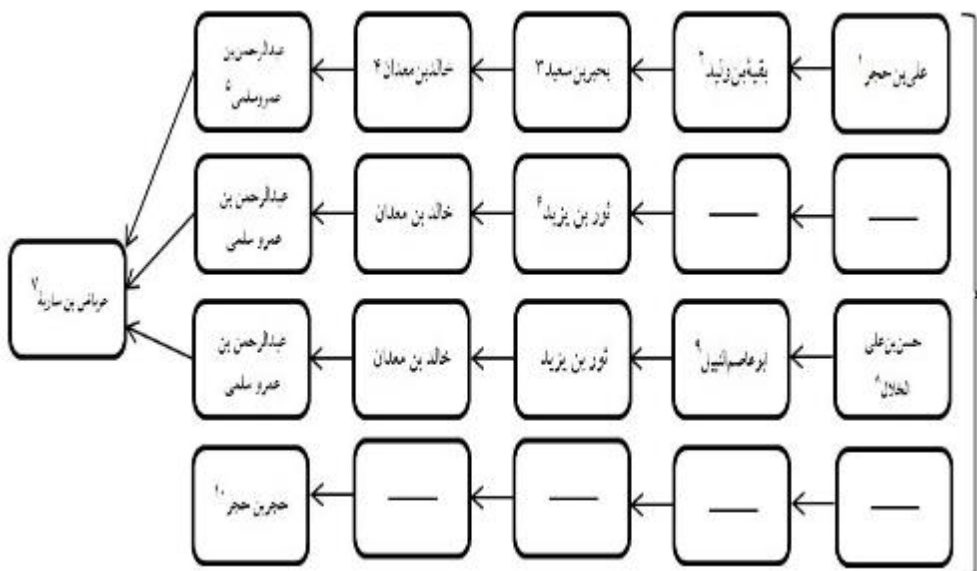 علی بن حجر ۱
بقیة بن ولید ۲
بحیر بن سعید ۳
خالد بن معدان ۴
عبدالرحمن بن
عمرو سلمی ۵
ثور بن یزید ۶
خالد بن معدان
عبدالرحمن بن
عمرو سلمی
عرباض بن ساریة ۷
حسن بن علی
الخلال ۸
ابو عاصم النبیل ۹
ثور بن یزید
خالد بن معدان
عبدالرحمن بن
عمرو سلمی
حجر بن حجر ۱۰